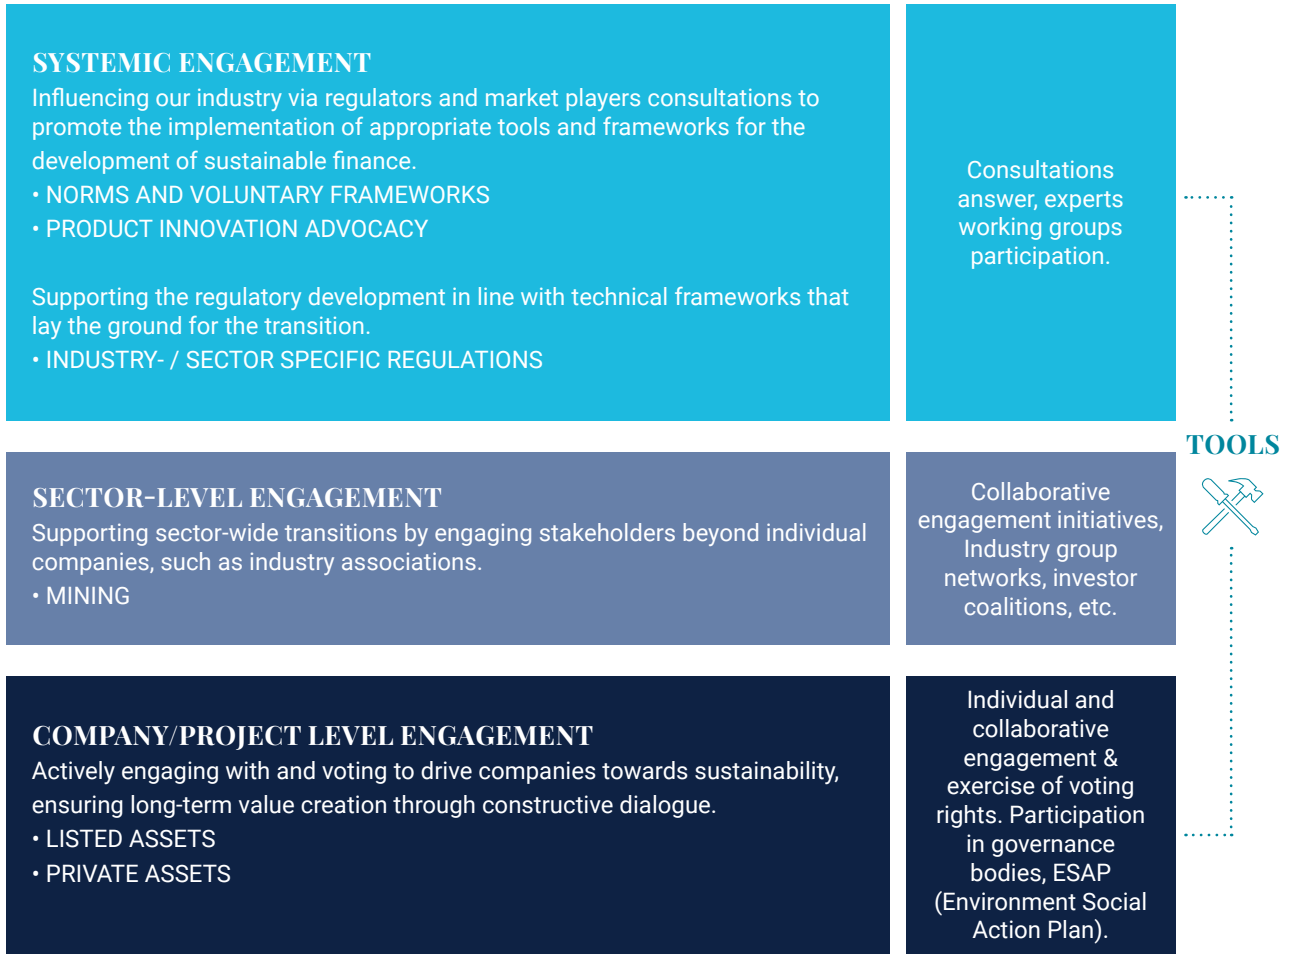 SYSTEMIC ENGAGEMENT
Influencing our industry via regulators and market players consultations to
promote the implementation of appropriate tools and frameworks for the
development of sustainable finance.
• NORMS AND VOLUNTARY FRAMEWORKS
• PRODUCT INNOVATION ADVOCACY
Supporting the regulatory development in line with technical frameworks that
lay the ground for the transition.
• INDUSTRY- / SECTOR SPECIFIC REGULATIONS
Consultations
answer, experts
working groups
participation.
TOOLS
SECTOR-LEVEL ENGAGEMENT
Supporting sector-wide transitions by engaging stakeholders beyond individual
companies, such as industry associations.
• MINING
Collaborative
engagement initiatives,
Industry group
networks, investor
coalitions, etc.
COMPANY/PROJECT LEVEL ENGAGEMENT
Actively engaging with and voting to drive companies towards sustainability,
ensuring long-term value creation through constructive dialogue.
• LISTED ASSETS
• PRIVATE ASSETS
Individual and
collaborative
engagement &
exercise of voting
rights. Participation
in governance
bodies, ESAP
(Environment Social
Action Plan).